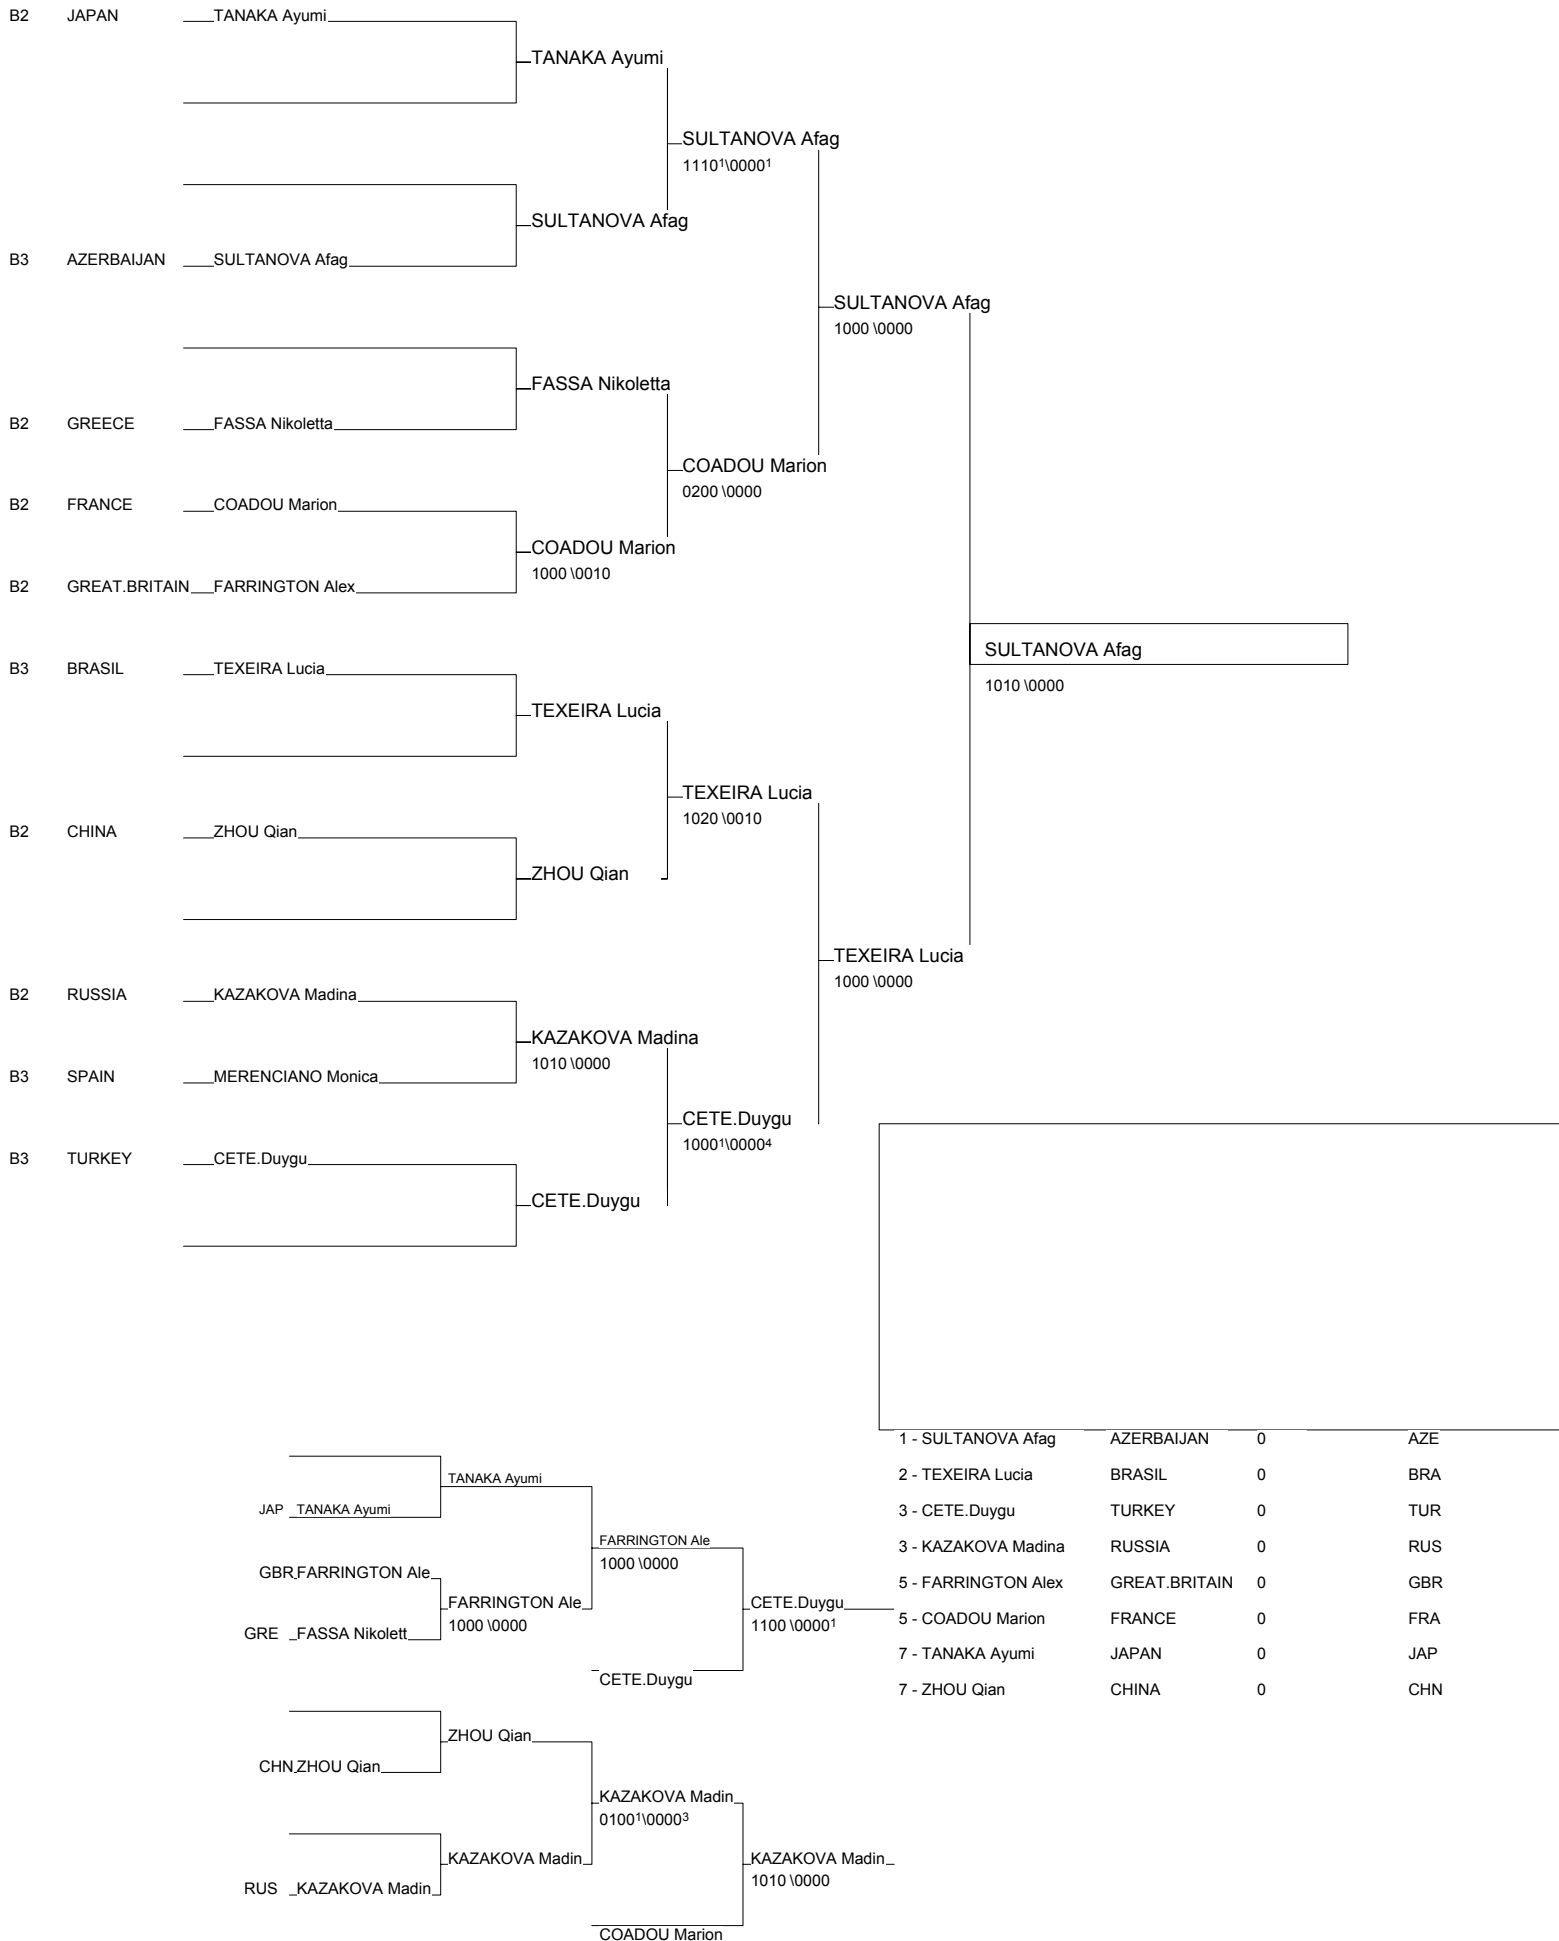 B2 JAPAN TANAKA Ayumi
TANAKA Ayumi
SULTANOVA Afag
1110¹\0000¹
SULTANOVA Afag
B3 AZERBAIJAN SULTANOVA Afag
SULTANOVA Afag
1000 \0000
FASSA Nikoletta
B2 GREECE FASSA Nikoletta
COADOU Marion
0200 \0000
B2 FRANCE COADOU Marion
COADOU Marion
1000 \0010
B2 GREAT.BRITAIN FARRINGTON Alex
SULTANOVA Afag
1010 \0000
B3 BRASIL TEXEIRA Lucia
TEXEIRA Lucia
TEXEIRA Lucia
1020 \0010
B2 CHINA ZHOU Qian
ZHOU Qian
TEXEIRA Lucia
1000 \0000
B2 RUSSIA KAZAKOVA Madina
KAZAKOVA Madina
1010 \0000
B3 SPAIN MERENCIANO Monica
CETE.Duygu
1000¹\0000⁴
B3 TURKEY CETE.Duygu
CETE.Duygu
1 - SULTANOVA Afag AZERBAIJAN 0 AZE
2 - TEXEIRA Lucia BRASIL 0 BRA
3 - CETE.Duygu TURKEY 0 TUR
3 - KAZAKOVA Madina RUSSIA 0 RUS
5 - FARRINGTON Alex GREAT.BRITAIN 0 GBR
5 - COADOU Marion FRANCE 0 FRA
7 - TANAKA Ayumi JAPAN 0 JAP
7 - ZHOU Qian CHINA 0 CHN
TANAKA Ayumi
JAP TANAKA Ayumi
FARRINGTON Ale
1000 \0000
GBR FARRINGTON Ale
FARRINGTON Ale
1000 \0000
CETE.Duygu
1100 \0000¹
GRE FASSA Nikolett
CETE.Duygu
ZHOU Qian
CHN ZHOU Qian
KAZAKOVA Madin
0100¹\0000³
KAZAKOVA Madin
KAZAKOVA Madin
1010 \0000
RUS KAZAKOVA Madin
COADOU Marion